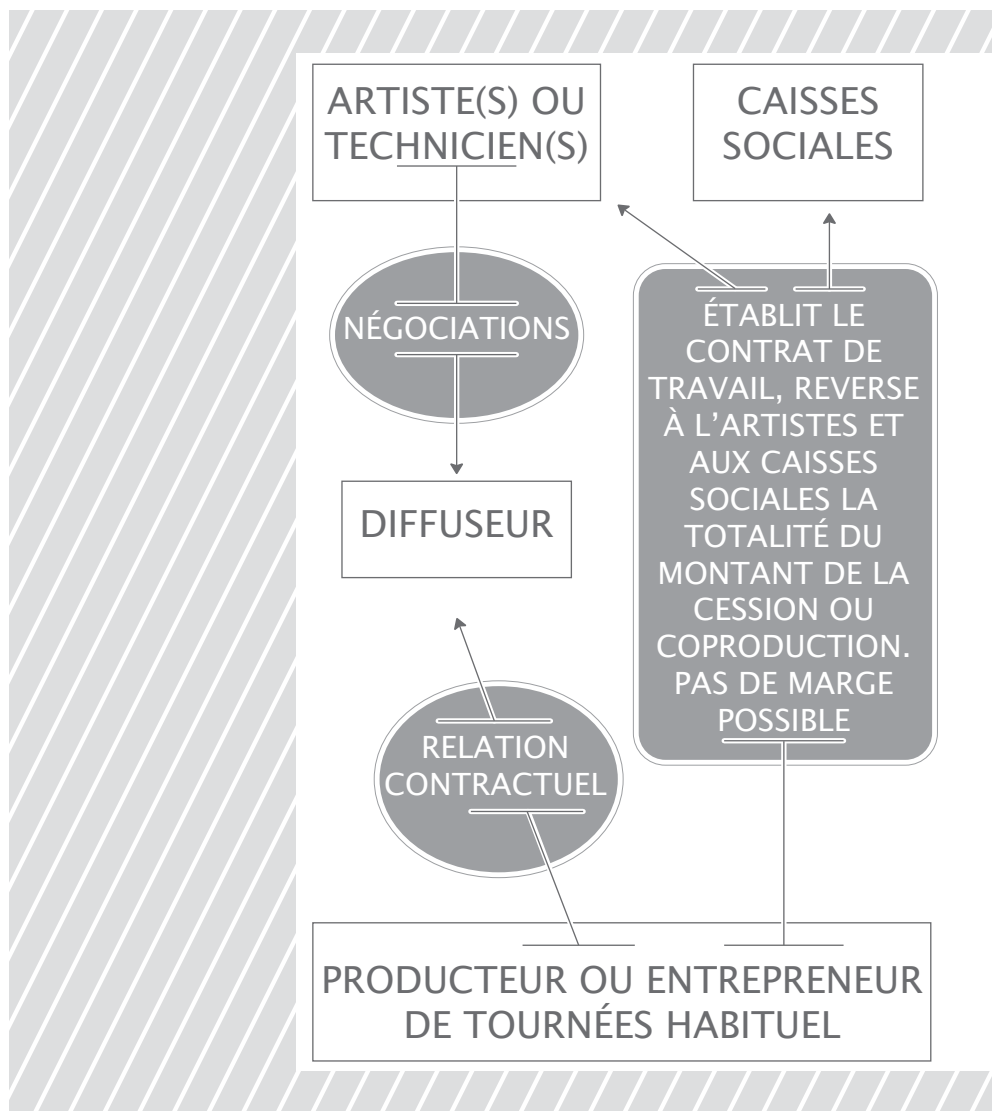 ARTISTE(S) OU
TECHNICIEN(S)
CAISSES
SOCIALES
NÉGOCIATIONS
ÉTABLIT LE
CONTRAT DE
TRAVAIL, REVERSE
À L’ARTISTES ET
AUX CAISSES
SOCIALES LA
TOTALITÉ DU
MONTANT DE LA
CESSION OU
COPRODUCTION.
PAS DE MARGE
POSSIBLE
DIFFUSEUR
RELATION
CONTRACTUEL
PRODUCTEUR OU ENTREPRENEUR
DE TOURNÉES HABITUEL